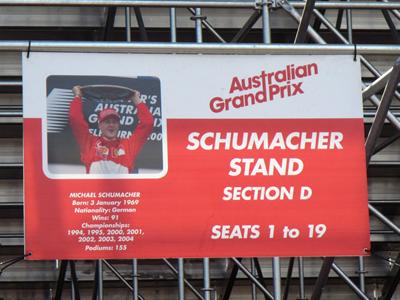 Australian
Grand Prix
SCHUMACHER
STAND
SECTION D
SEATS 1 to 19
MICHAEL SCHUMACHER
Born: 3 January 1969
Nationality: German
Wins: 91
Championships:
1994, 1995, 2000, 2001,
2002, 2003, 2004
Podiums: 155